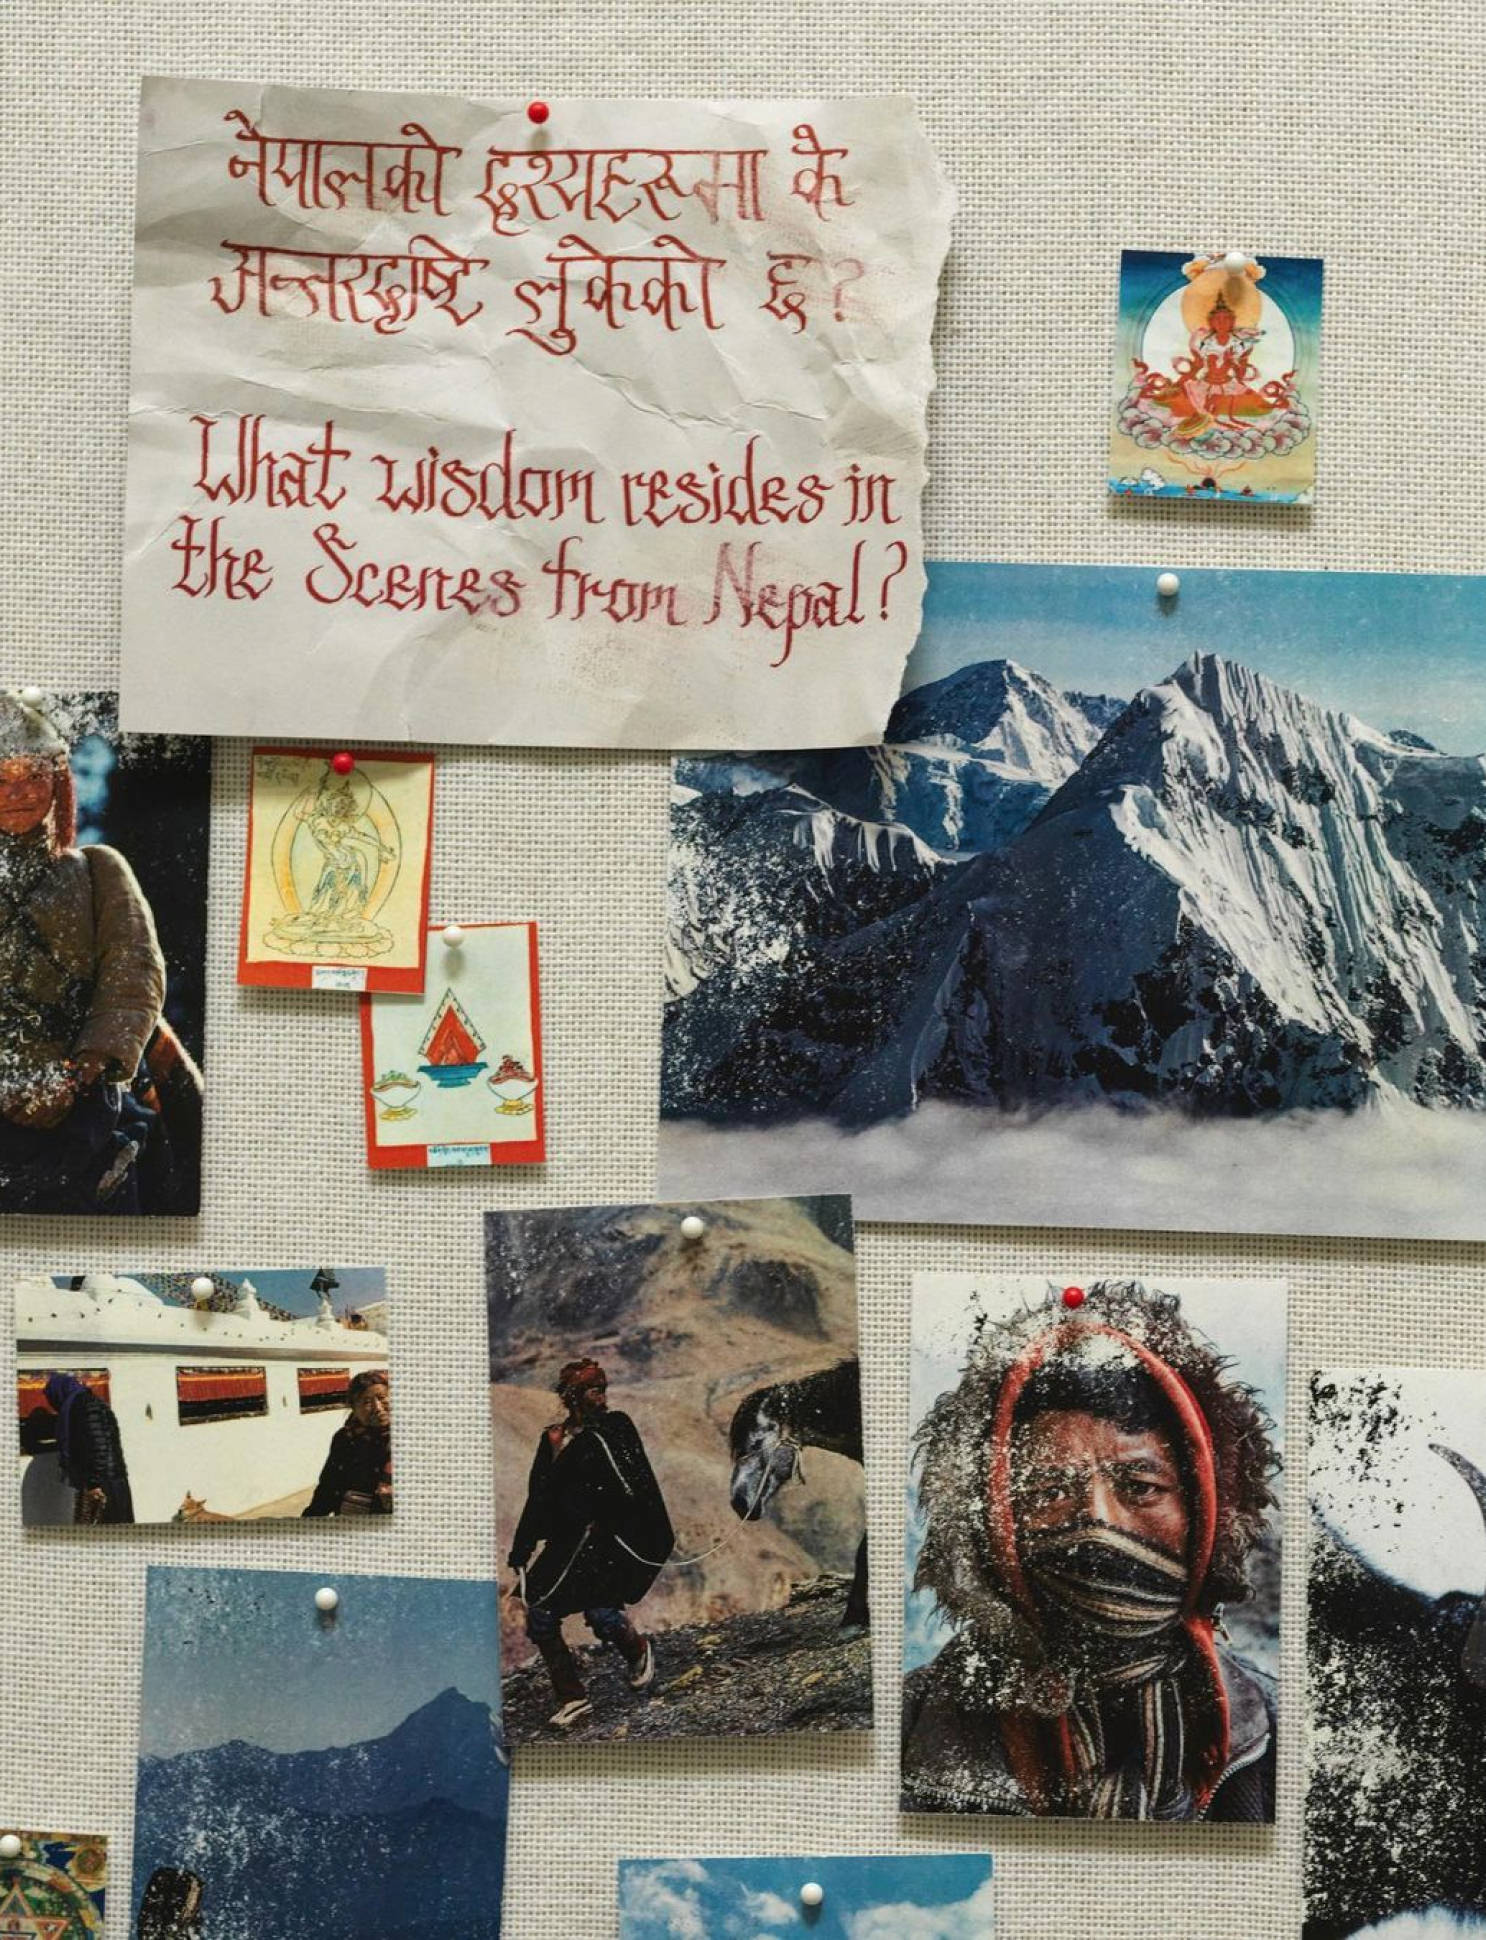 नेपालको दृश्यहरूमा के
अन्तरदृष्टि लुकेको छ?
What wisdom resides in
the Scenes from Nepal?